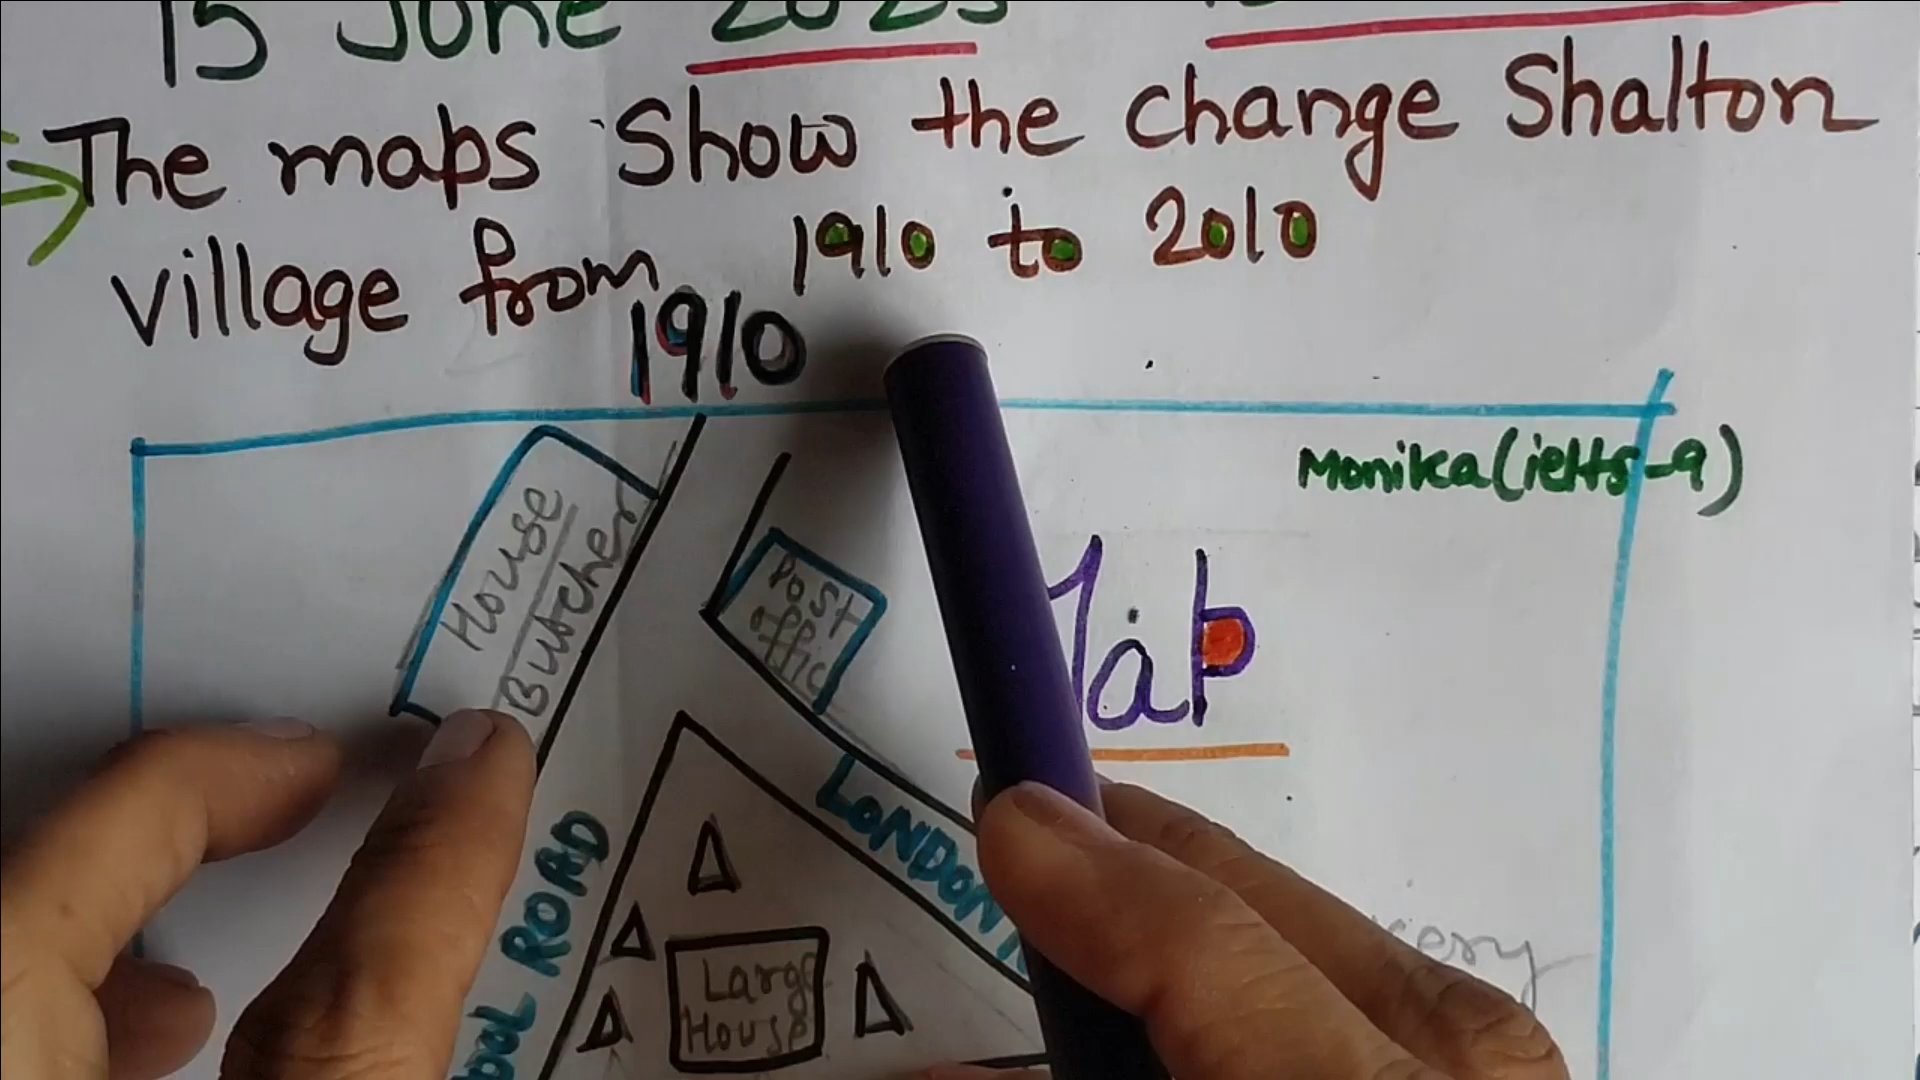 15 June 2023
The maps show the change Shalton
village from 1910 to 2010
1910
Monika (ielts-9)
House
Butcher
Post
offic
Map
LONDON
ROAD
Large
House